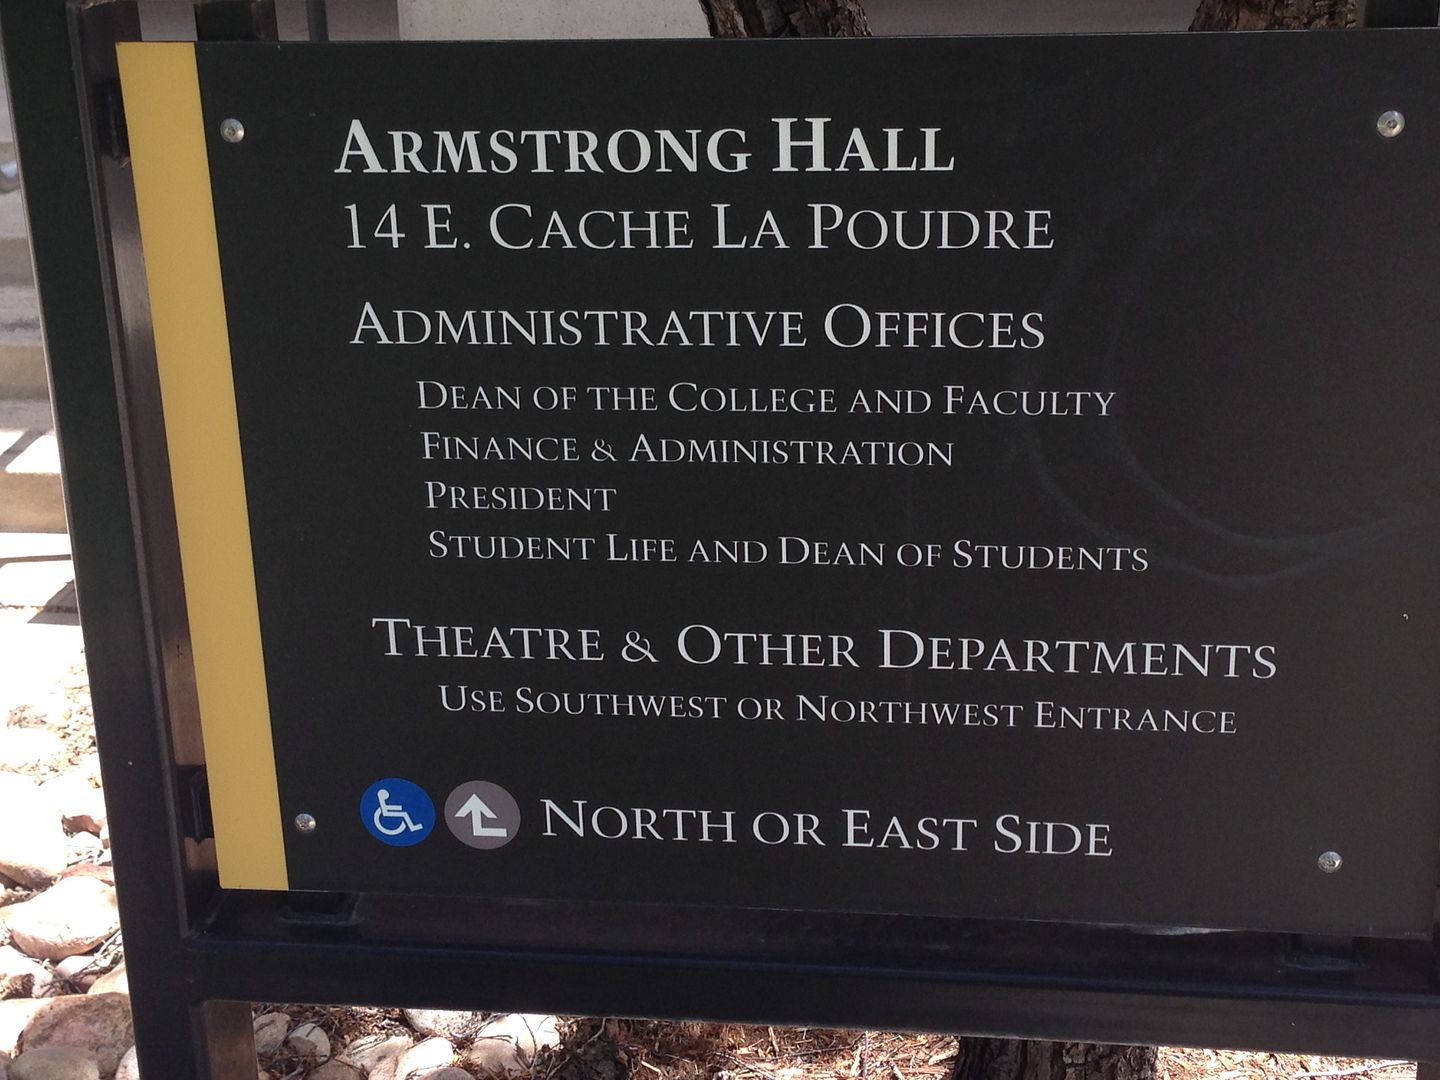 ARMSTRONG HALL
14 E. CACHE LA POUDRE
ADMINISTRATIVE OFFICES
DEAN OF THE COLLEGE AND FACULTY
FINANCE & ADMINISTRATION
PRESIDENT
STUDENT LIFE AND DEAN OF STUDENTS
THEATRE & OTHER DEPARTMENTS
USE SOUTHWEST OR NORTHWEST ENTRANCE
NORTH OR EAST SIDE